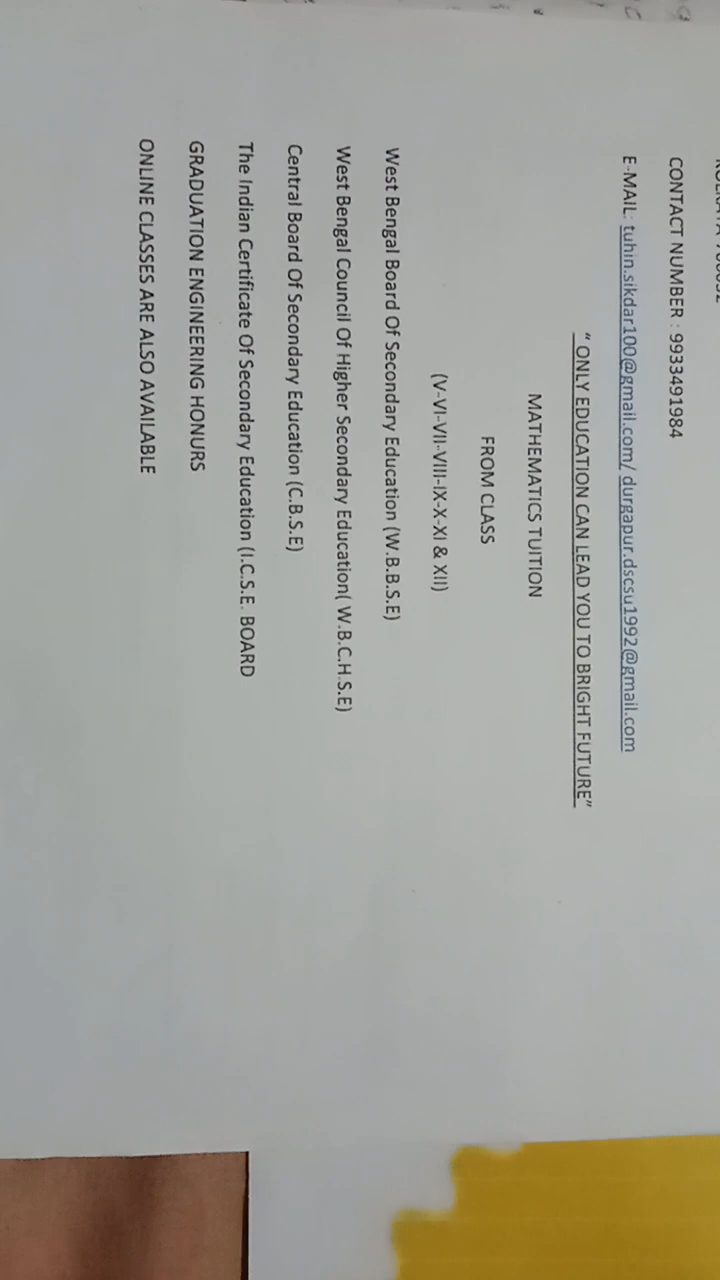 CONTACT NUMBER : 9933491984
E-MAIL: tuhin.sikdar100@gmail.com/ durgapur.dscsu1992@gmail.com
“ ONLY EDUCATION CAN LEAD YOU TO BRIGHT FUTURE”
MATHEMATICS TUITION
FROM CLASS
(V-VI-VII-VIII-IX-X-XI & XII)
West Bengal Board Of Secondary Education (W.B.B.S.E)
West Bengal Council Of Higher Secondary Education( W.B.C.H.S.E)
Central Board Of Secondary Education (C.B.S.E)
The Indian Certificate Of Secondary Education (I.C.S.E. BOARD
GRADUATION ENGINEERING HONURS
ONLINE CLASSES ARE ALSO AVAILABLE